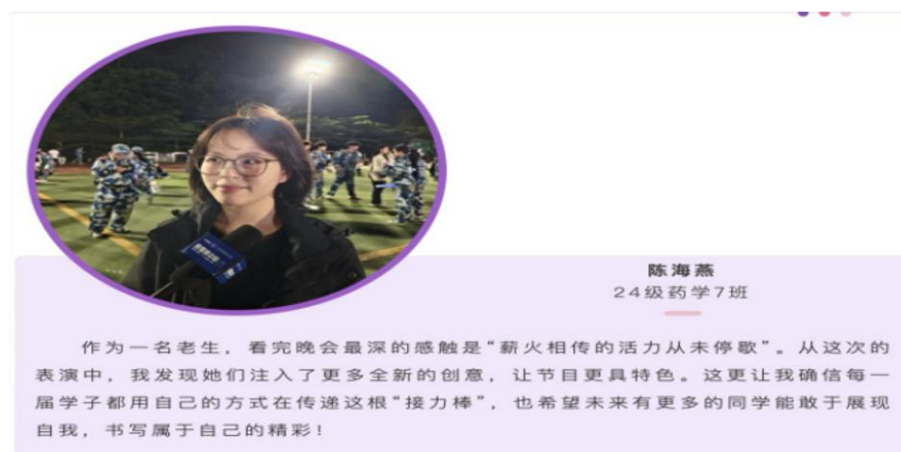 陈海燕
24级药学7班
作为一名老生，看完晚会最深的感触是“薪火相传的活力从未停歇”。从这次的
表演中，我发现她们注入了更多全新的创意，让节目更具特色。这更让我确信每一
届学子都用自己的方式在传递这根“接力棒”，也希望未来有更多的同学能敢于展现
自我，书写属于自己的精彩！